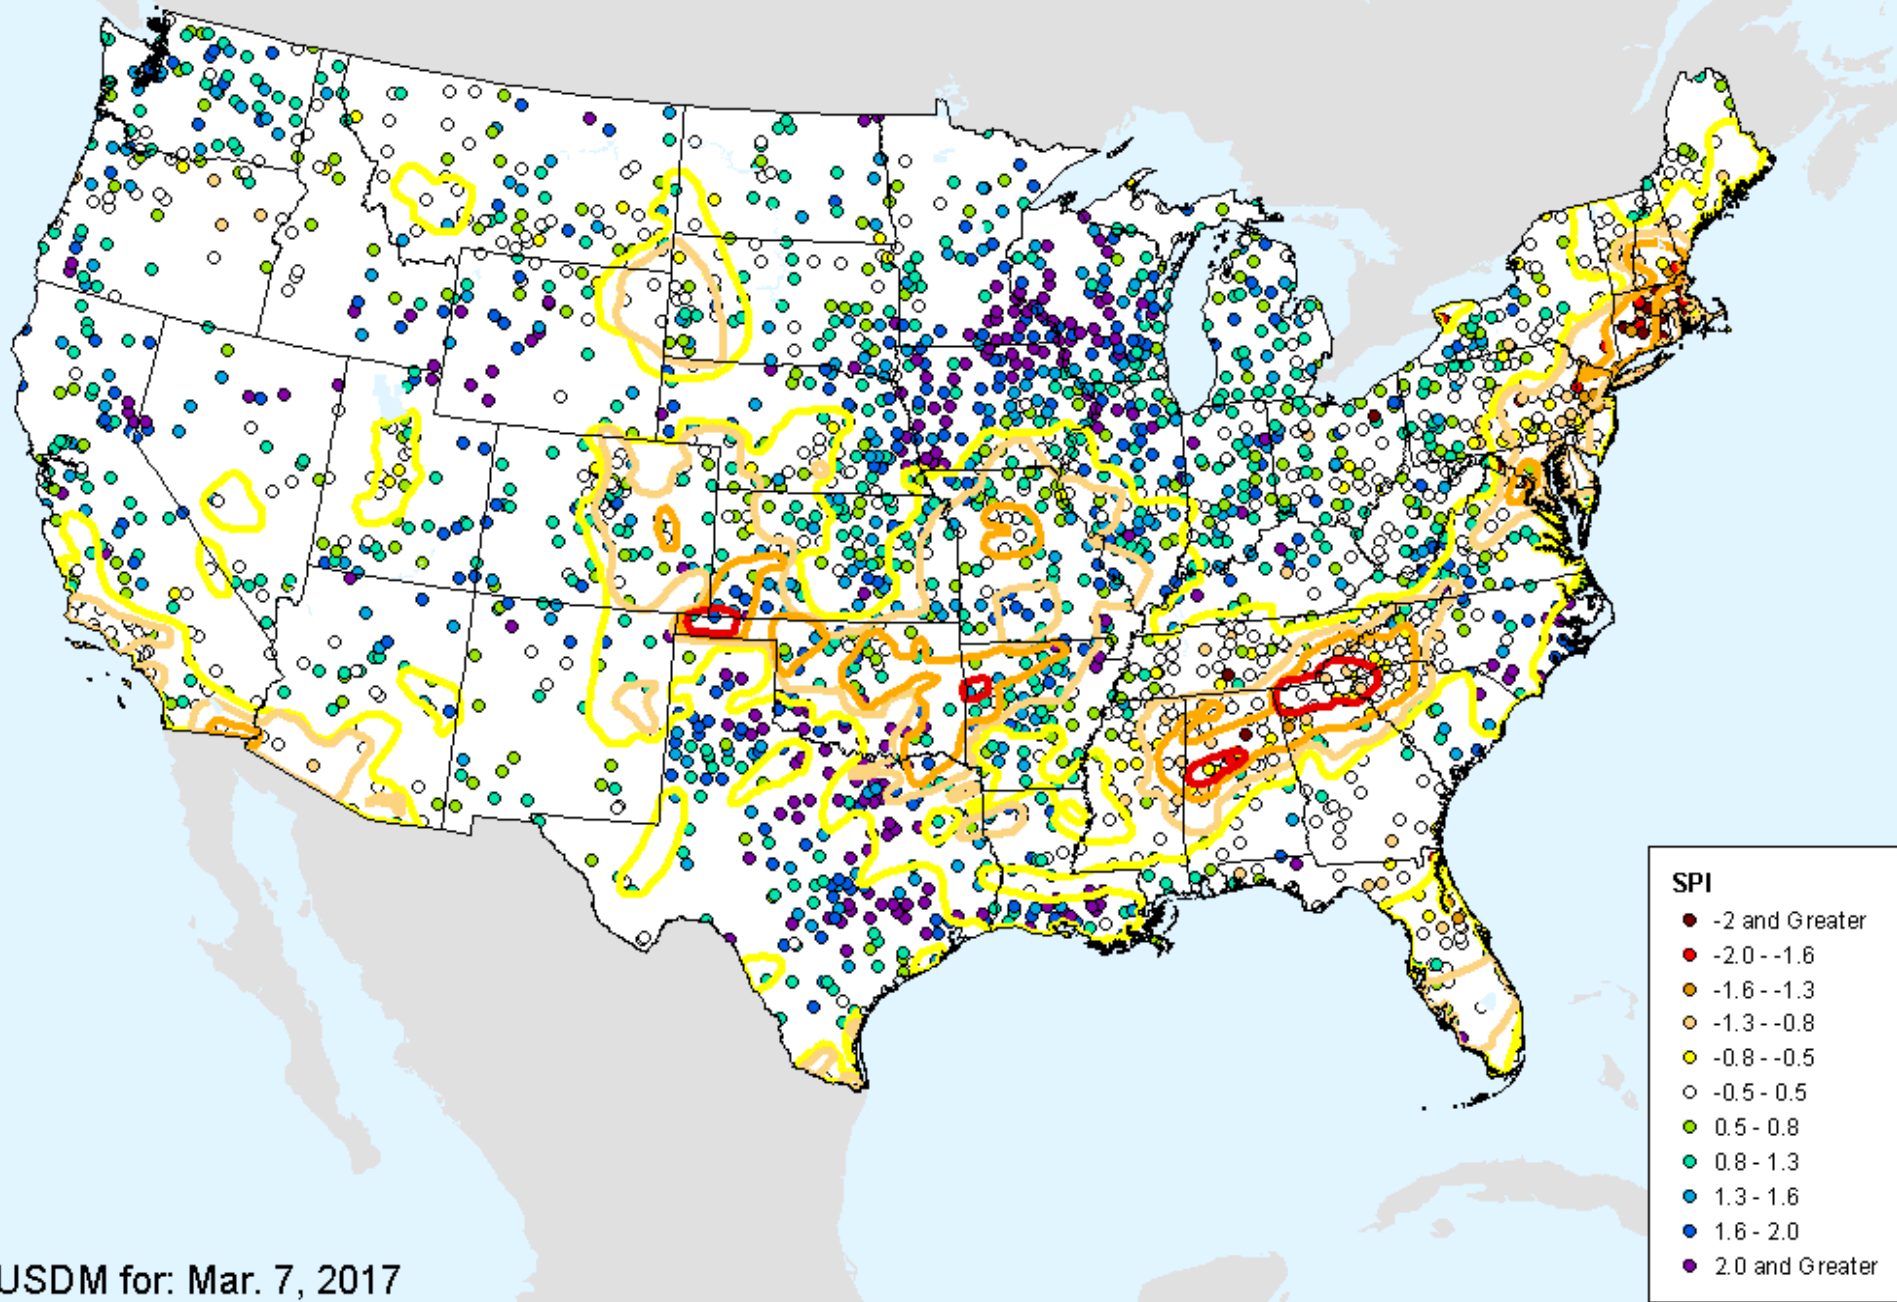 SPI
-2 and Greater
-2.0 - -1.6
-1.6 - -1.3
-1.3 - -0.8
-0.8 - -0.5
-0.5 - 0.5
0.5 - 0.8
0.8 - 1.3
1.3 - 1.6
1.6 - 2.0
2.0 and Greater
USDM for: Mar. 7, 2017